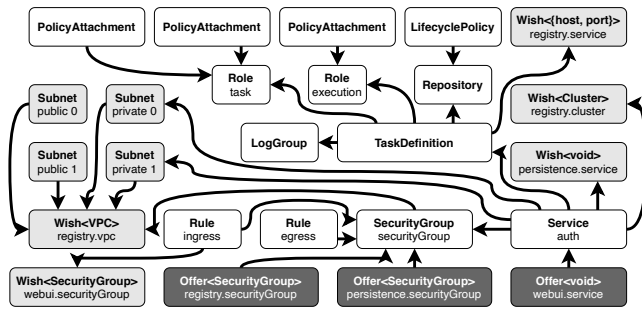 PolicyAttachment
PolicyAttachment
PolicyAttachment
LifecyclePolicy
Wish<{host, port}>
registry.service
Role
task
Role
execution
Repository
Subnet
public 0
Subnet
private 0
Wish<Cluster>
registry.cluster
LogGroup
TaskDefinition
Subnet
public 1
Subnet
private 1
Wish<void>
persistence.service
Wish<VPC>
registry.vpc
Rule
ingress
Rule
egress
SecurityGroup
securityGroup
Service
auth
Wish<SecurityGroup>
webui.securityGroup
Offer<SecurityGroup>
registry.securityGroup
Offer<SecurityGroup>
persistence.securityGroup
Offer<void>
webui.service